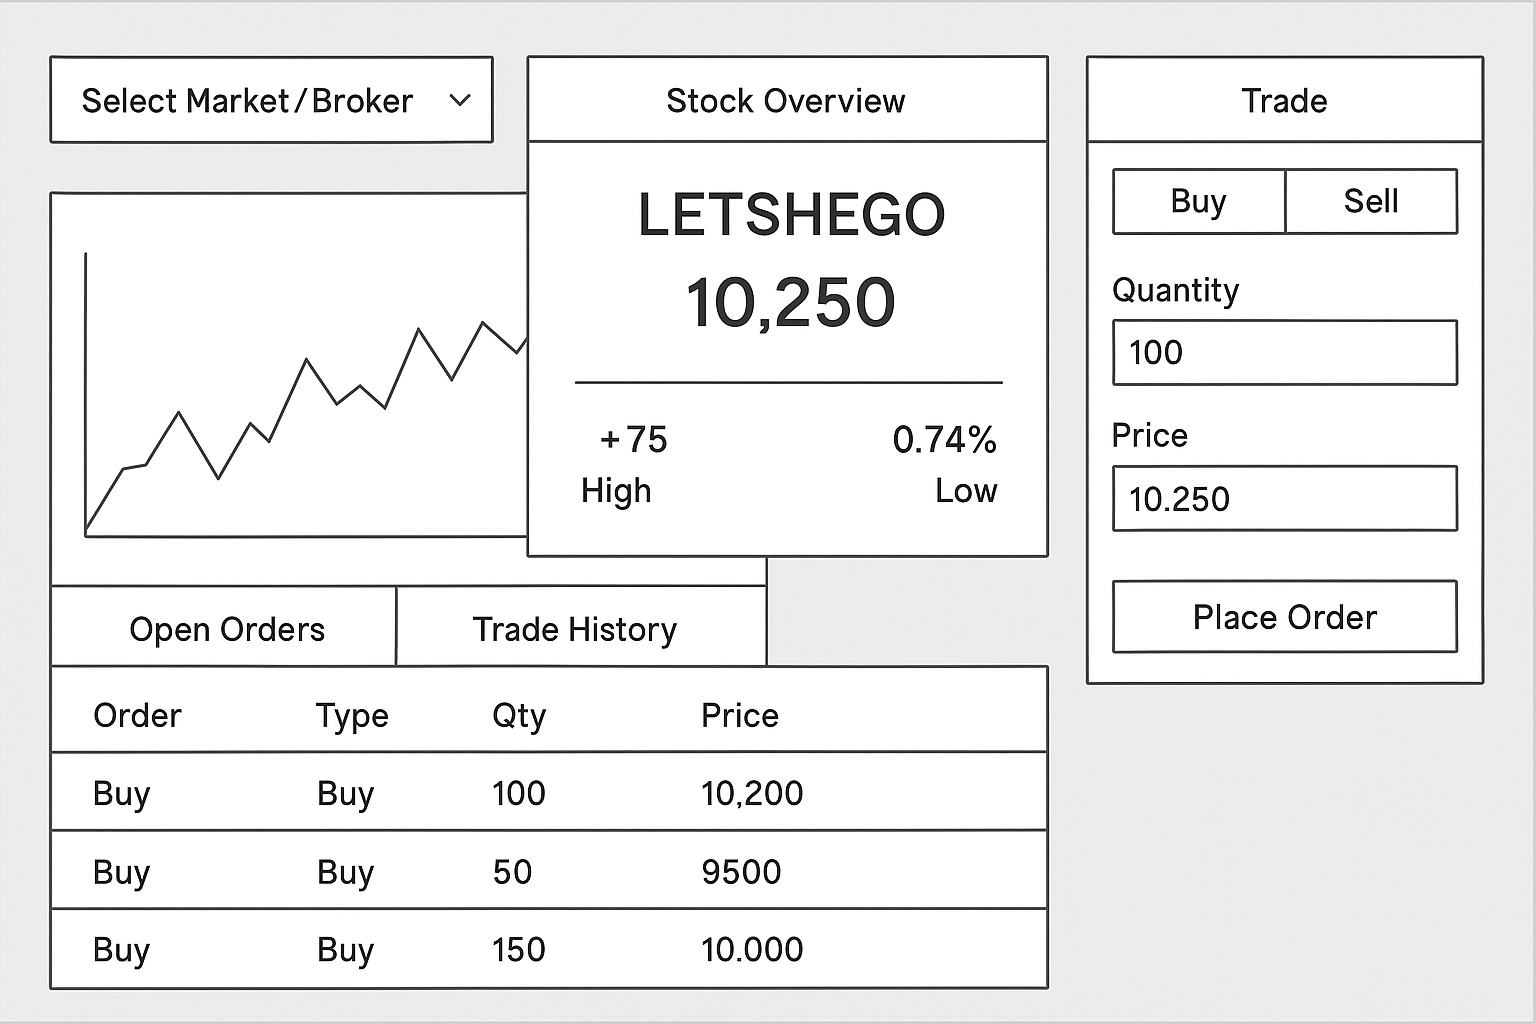 Select Market/Broker
Stock Overview
LETSHEGO
10,250
+75 0.74%
High Low
Trade
Buy Sell
Quantity
100
Price
10.250
Place Order
Open Orders Trade History
Order Type Qty Price
Buy Buy 100 10,200
Buy Buy 50 9500
Buy Buy 150 10.000